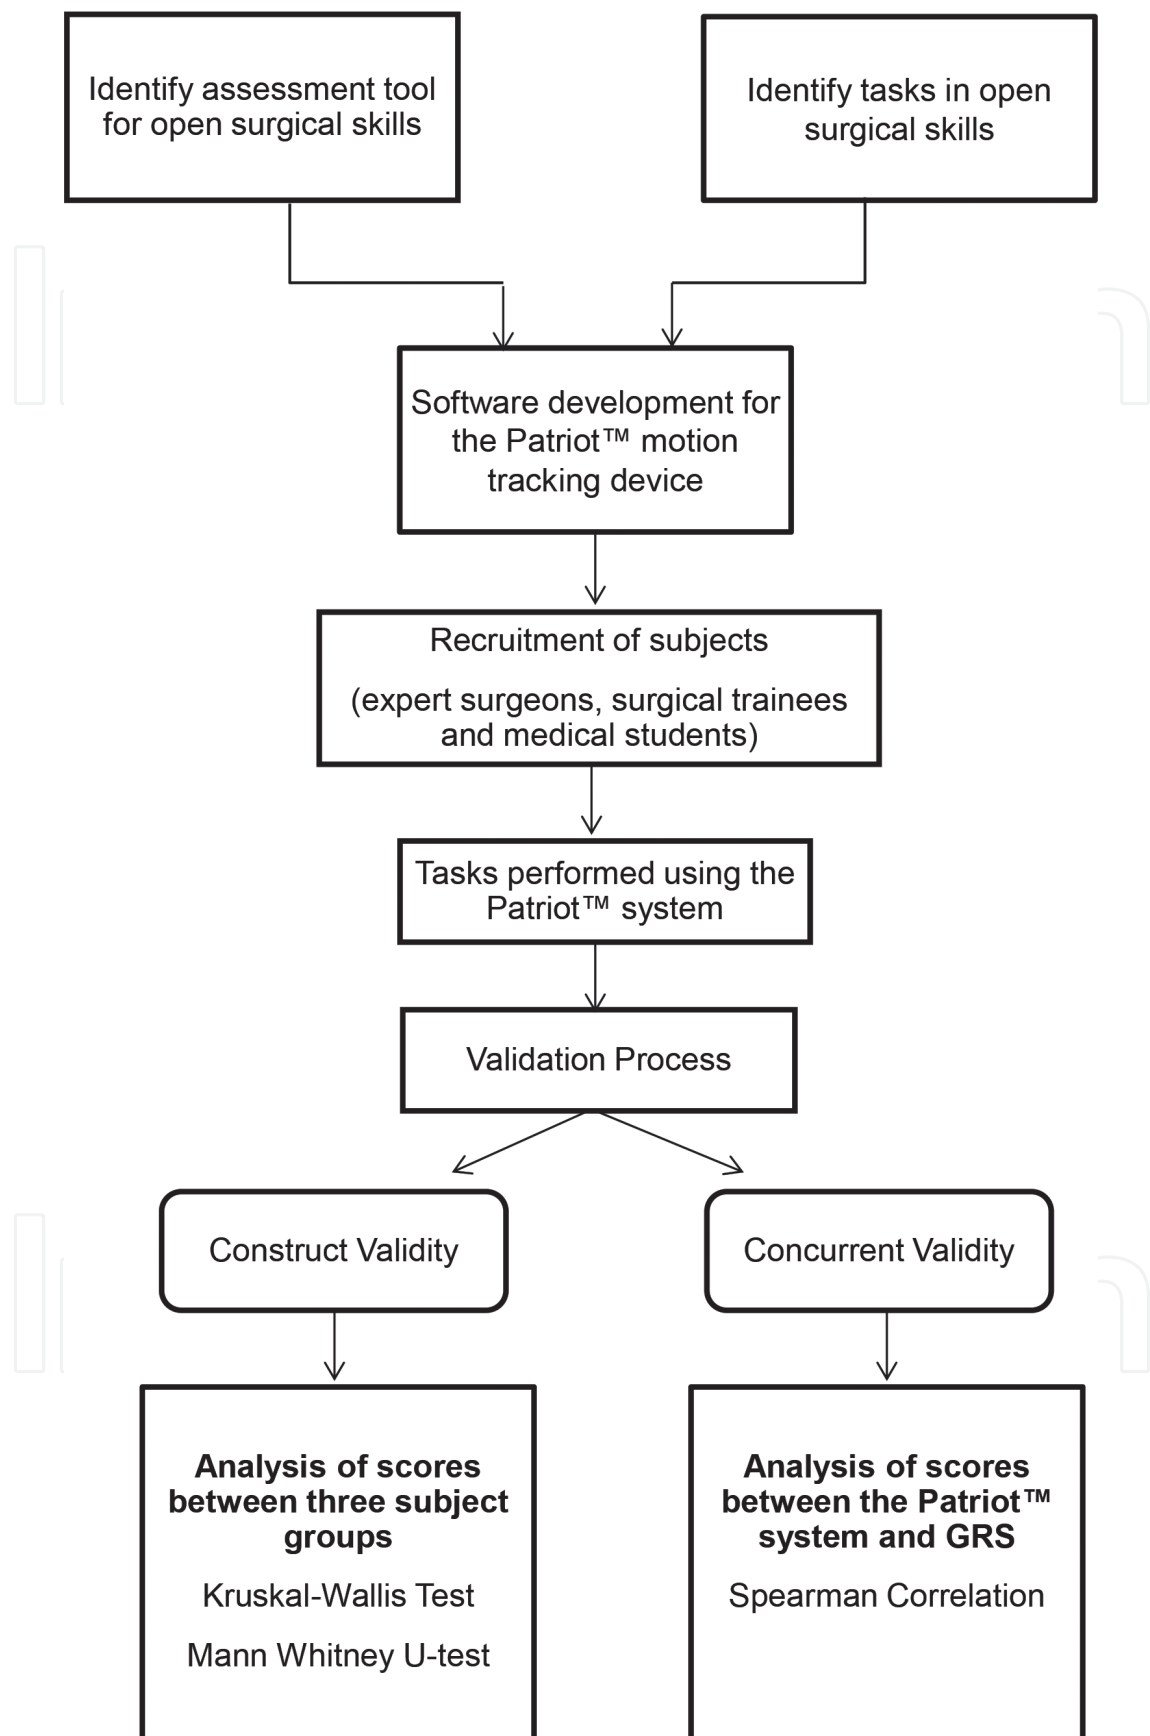 Identify assessment tool
for open surgical skills
Identify tasks in open
surgical skills
Software development for
the Patriot™ motion
tracking device
Recruitment of subjects
(expert surgeons, surgical trainees
and medical students)
Tasks performed using the
Patriot™ system
Validation Process
Construct Validity
Concurrent Validity
Analysis of scores
between three subject
groups
Kruskal-Wallis Test
Mann Whitney U-test
Analysis of scores
between the Patriot™
system and GRS
Spearman Correlation